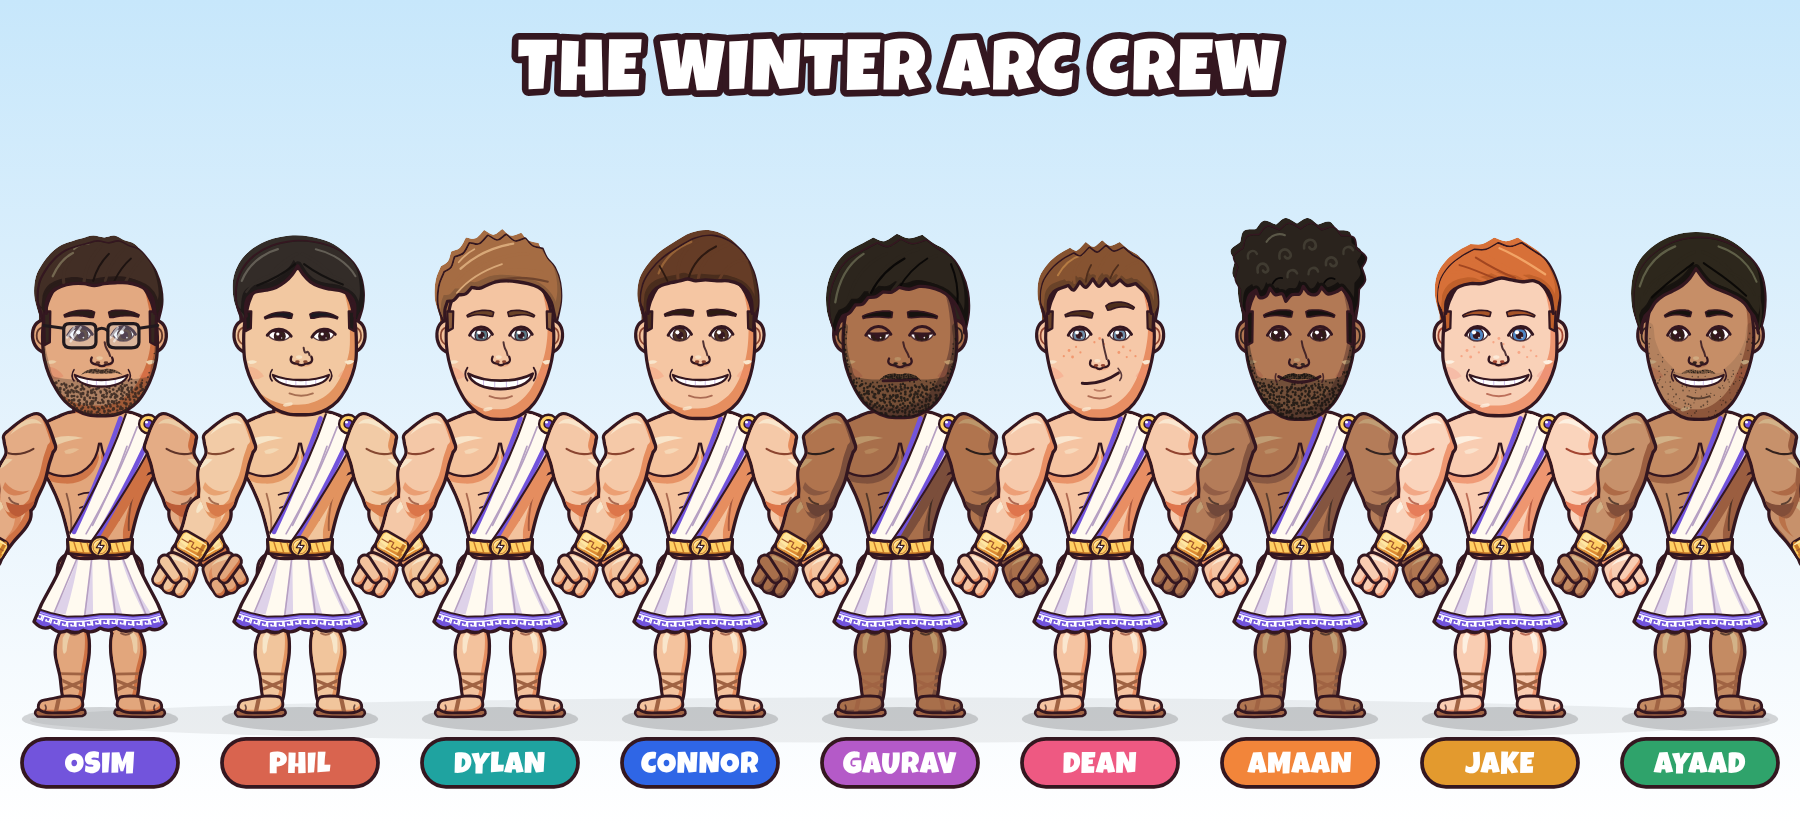 THE WINTER ARC CREW
OSIM
PHIL
DYLAN
CONNOR
GAURAV
DEAN
AMAAN
JAKE
AYAAD